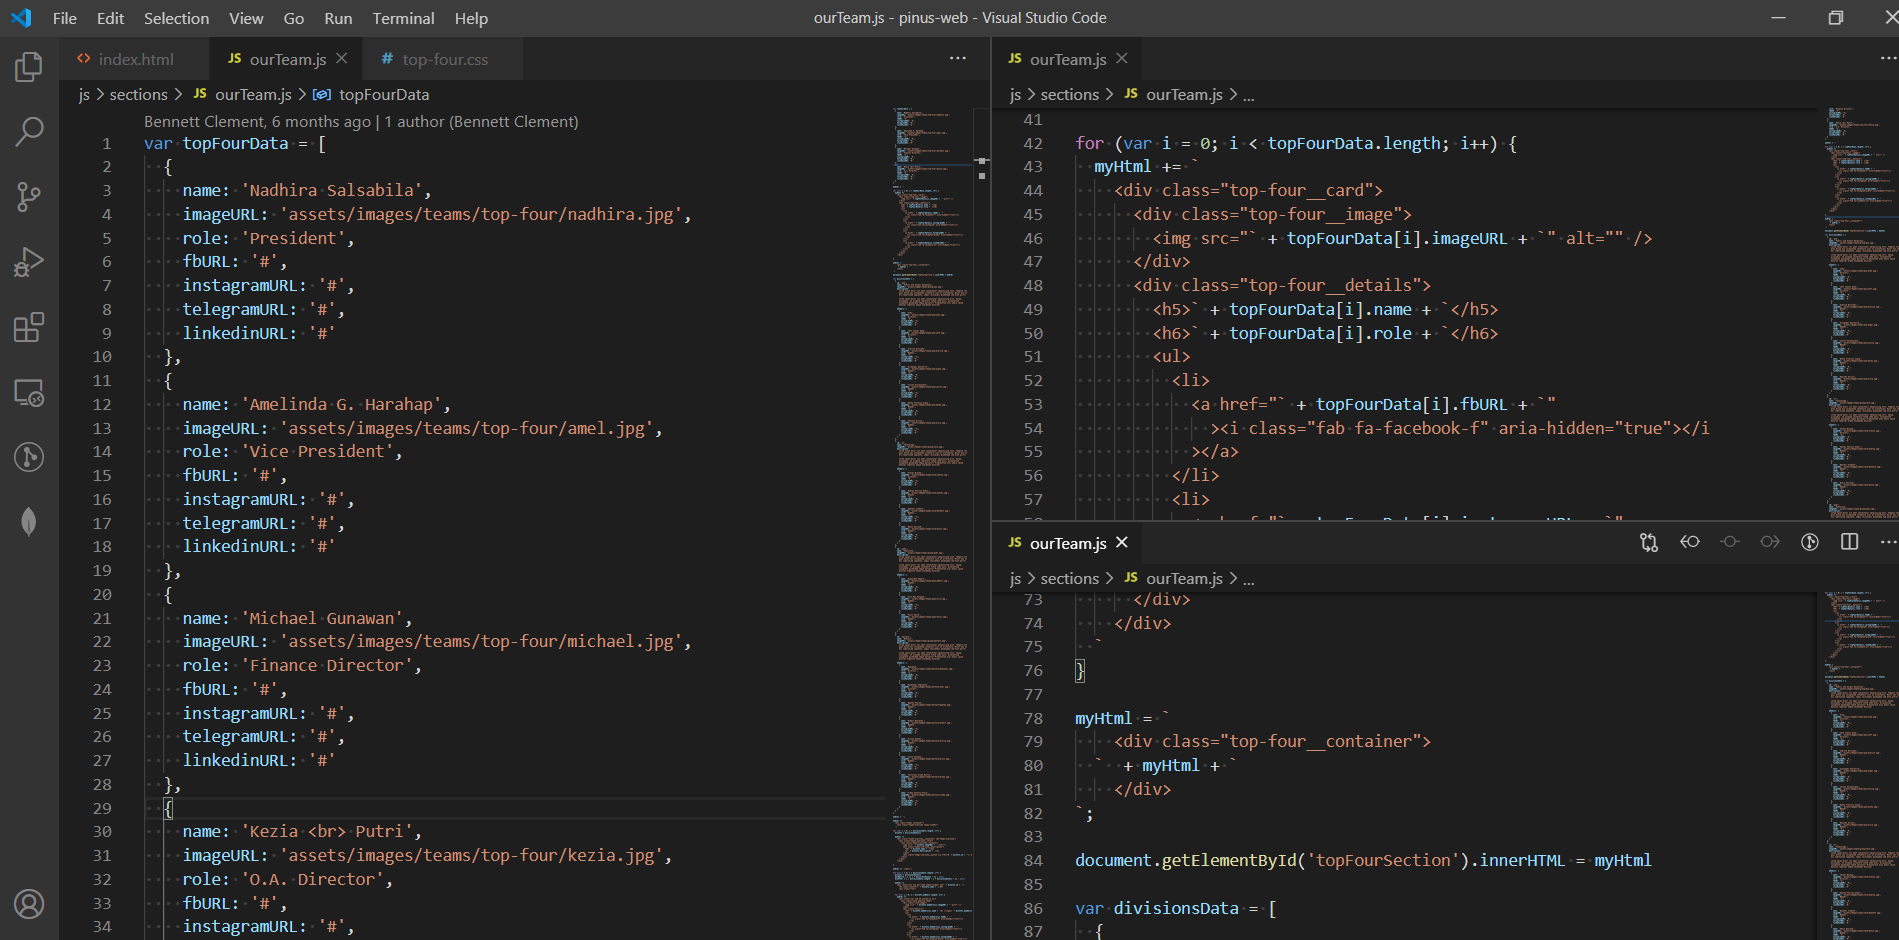 File Edit Selection View Go Run Terminal Help
ourTeam.js - pinus-web - Visual Studio Code
index.html
JS ourTeam.js
# top-four.css
js > sections > JS ourTeam.js > topFourData
Bennett Clement, 6 months ago | 1 author (Bennett Clement)
1 var topFourData = [
2   {
3     name: 'Nadhira Salsabila',
4     imageURL: 'assets/images/teams/top-four/nadhira.jpg',
5     role: 'President',
6     fbURL: '#',
7     instagramURL: '#',
8     telegramURL: '#',
9     linkedinURL: '#'
10   },
11   {
12     name: 'Amelinda G. Harahap',
13     imageURL: 'assets/images/teams/top-four/amel.jpg',
14     role: 'Vice President',
15     fbURL: '#',
16     instagramURL: '#',
17     telegramURL: '#',
18     linkedinURL: '#'
19   },
20   {
21     name: 'Michael Gunawan',
22     imageURL: 'assets/images/teams/top-four/michael.jpg',
23     role: 'Finance Director',
24     fbURL: '#',
25     instagramURL: '#',
26     telegramURL: '#',
27     linkedinURL: '#'
28   },
29   {
30     name: 'Kezia <br> Putri',
31     imageURL: 'assets/images/teams/top-four/kezia.jpg',
32     role: 'O.A. Director',
33     fbURL: '#',
34     instagramURL: '#',
JS ourTeam.js
js > sections > JS ourTeam.js > ...
41
42 for (var i = 0; i < topFourData.length; i++) {
43   myHtml += `
44     <div class="top-four__card">
45       <div class="top-four__image">
46         <img src="` + topFourData[i].imageURL + `" alt="" />
47       </div>
48       <div class="top-four__details">
49         <h5>` + topFourData[i].name + `</h5>
50         <h6>` + topFourData[i].role + `</h6>
51         <ul>
52           <li>
53             <a href="` + topFourData[i].fbURL + `"
54               ><i class="fab fa-facebook-f" aria-hidden="true"></i
55             ></a>
56           </li>
57           <li>
JS ourTeam.js
js > sections > JS ourTeam.js > ...
73       </div>
74     </div>
75   `
76 }
77
78 myHtml = `
79     <div class="top-four__container">
80   `  + myHtml + `
81     </div>
82 `;
83
84 document.getElementById('topFourSection').innerHTML = myHtml
85
86 var divisionsData = [
87   {